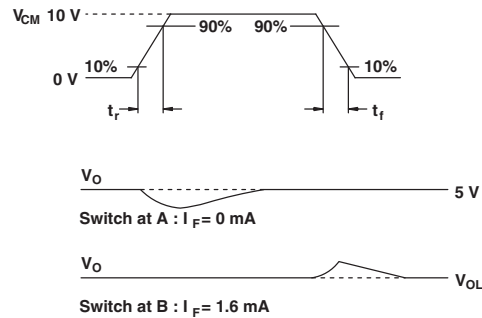 V_CM 10 V
90% 90%
10% 10%
0 V
t_r t_f
V_O
5 V
Switch at A : I_F = 0 mA
V_O
V_OL
Switch at B : I_F = 1.6 mA